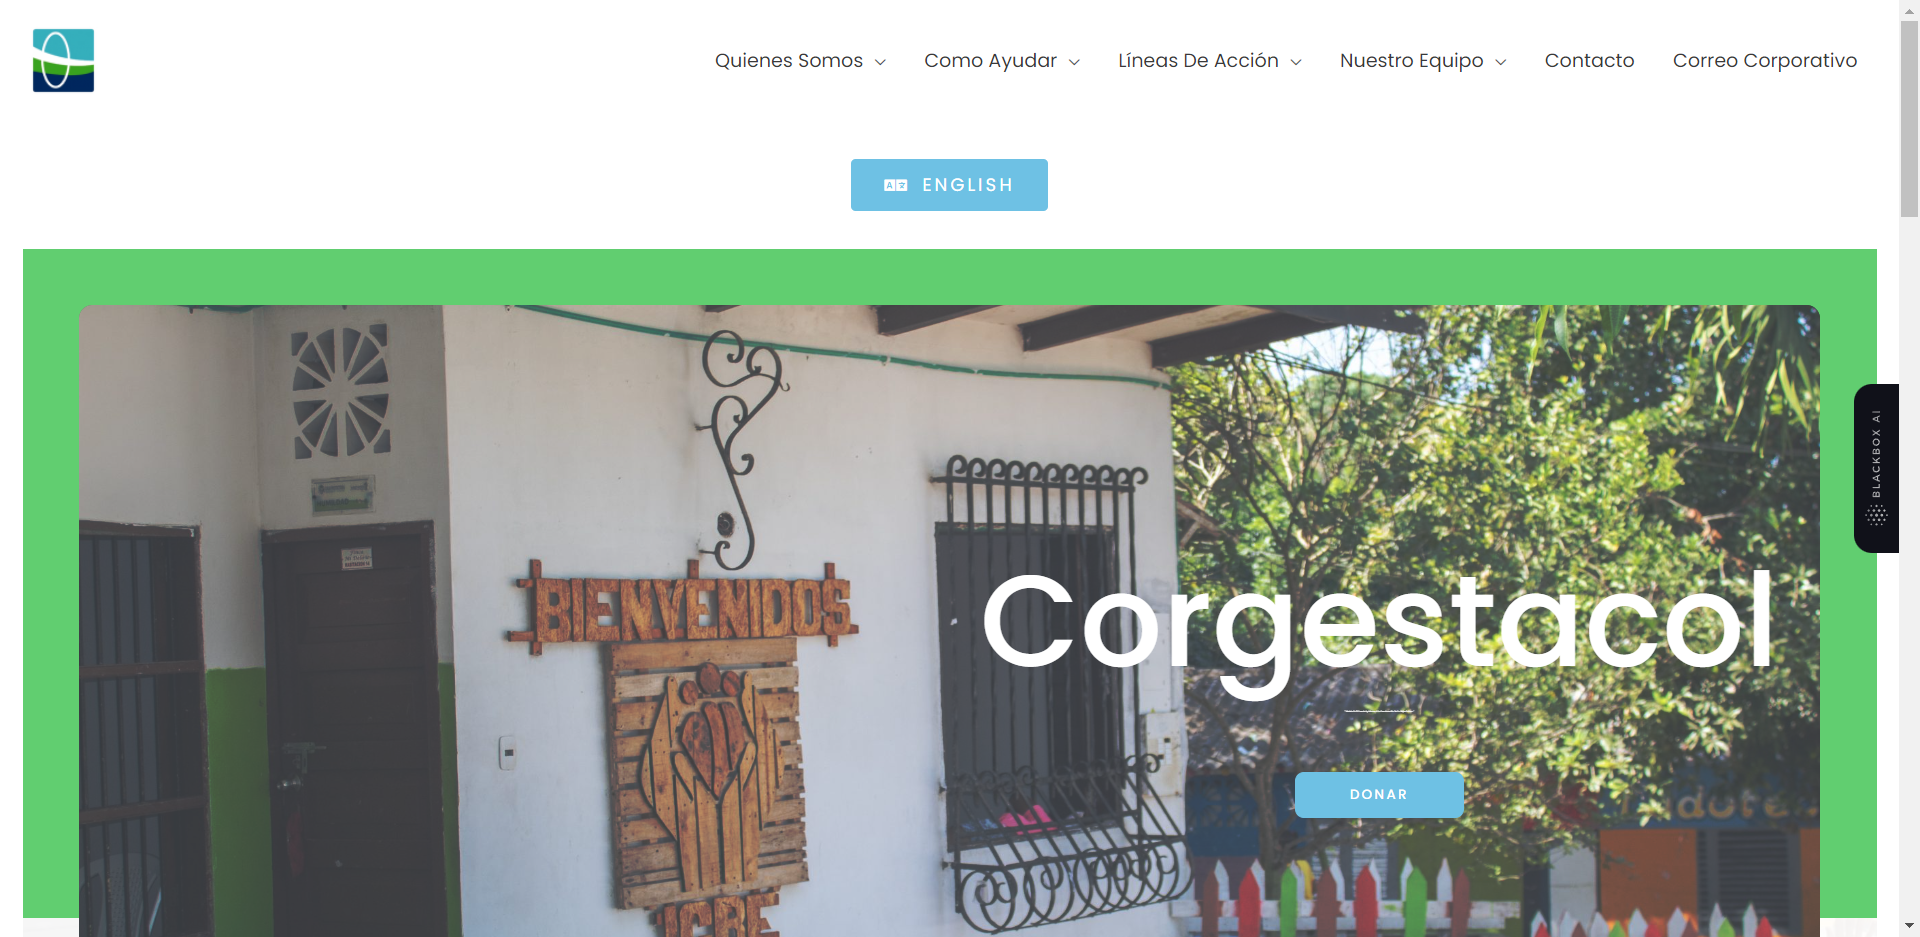 Quienes Somos
Como Ayudar
Líneas De Acción
Nuestro Equipo
Contacto
Correo Corporativo
ENGLISH
BLACKBOX AI
BIENVENIDOS
Corgestacol
DONAR
ICBF